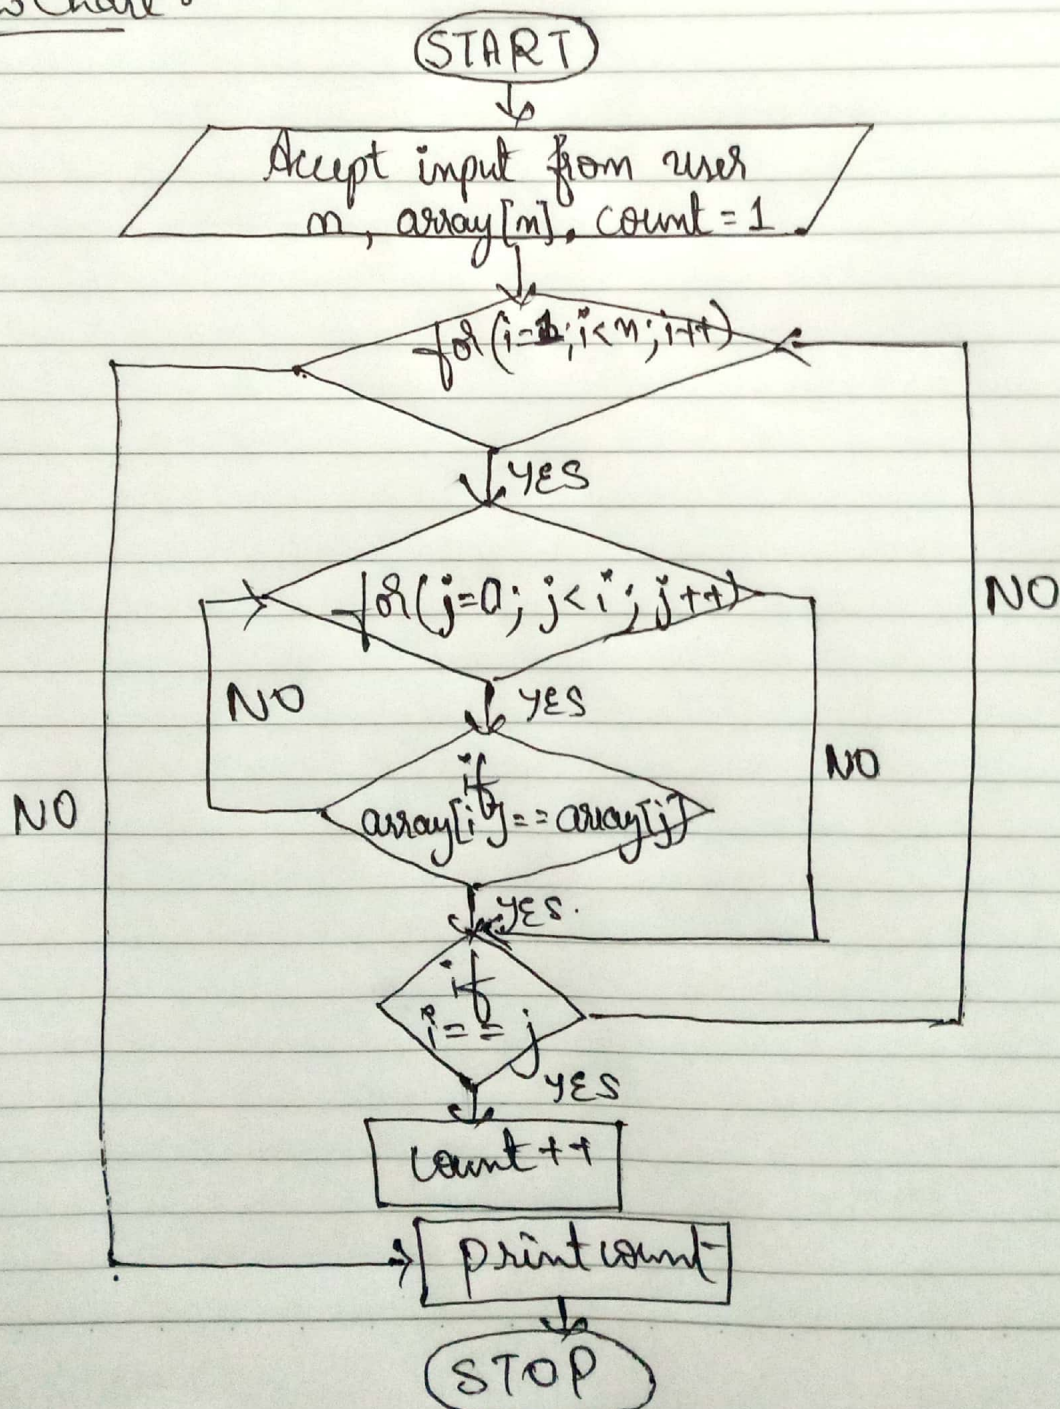 Chart :
START
Accept input from user
n, array[n], count = 1
for (i=1; i<n; i++)
YES
for(j=0; j<i; j++)
NO
NO
YES
NO
if
array[i]==array[j]
NO
YES.
if
i == j
YES
count ++
print count
STOP